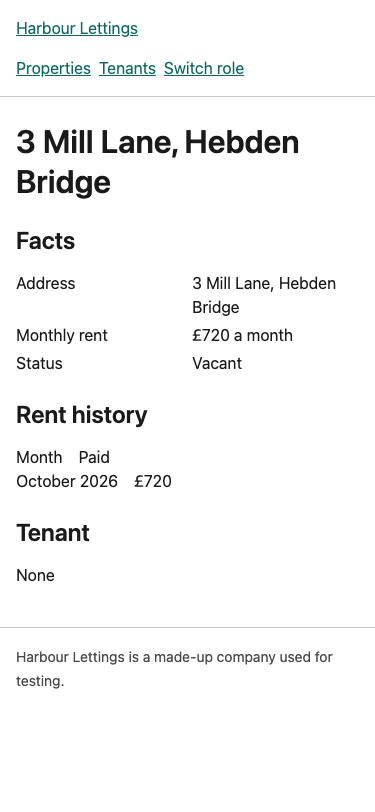 Harbour Lettings
Properties Tenants Switch role
3 Mill Lane, Hebden
Bridge
Facts
Address 3 Mill Lane, Hebden
Bridge
Monthly rent £720 a month
Status Vacant
Rent history
Month Paid
October 2026 £720
Tenant
None
Harbour Lettings is a made-up company used for
testing.